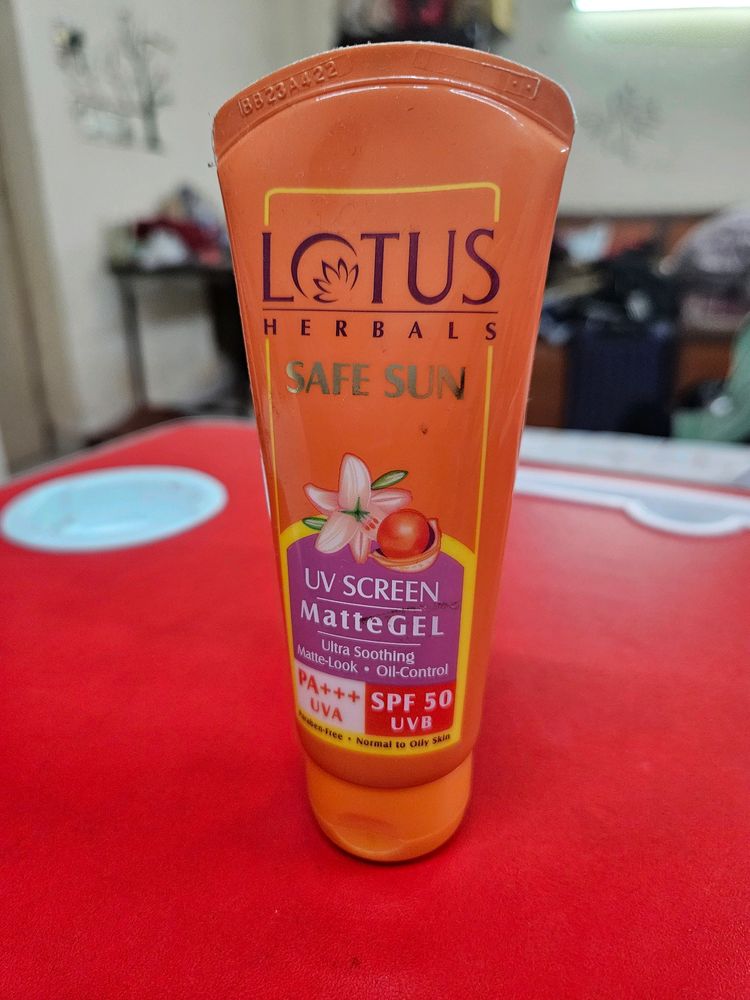 BB23A422
LOTUS
HERBALS
SAFE SUN
UV SCREEN
MatteGEL
Ultra Soothing
Matte-Look • Oil-Control
PA+++
UVA
SPF 50
UVB
Paraben-Free • Normal to Oily Skin